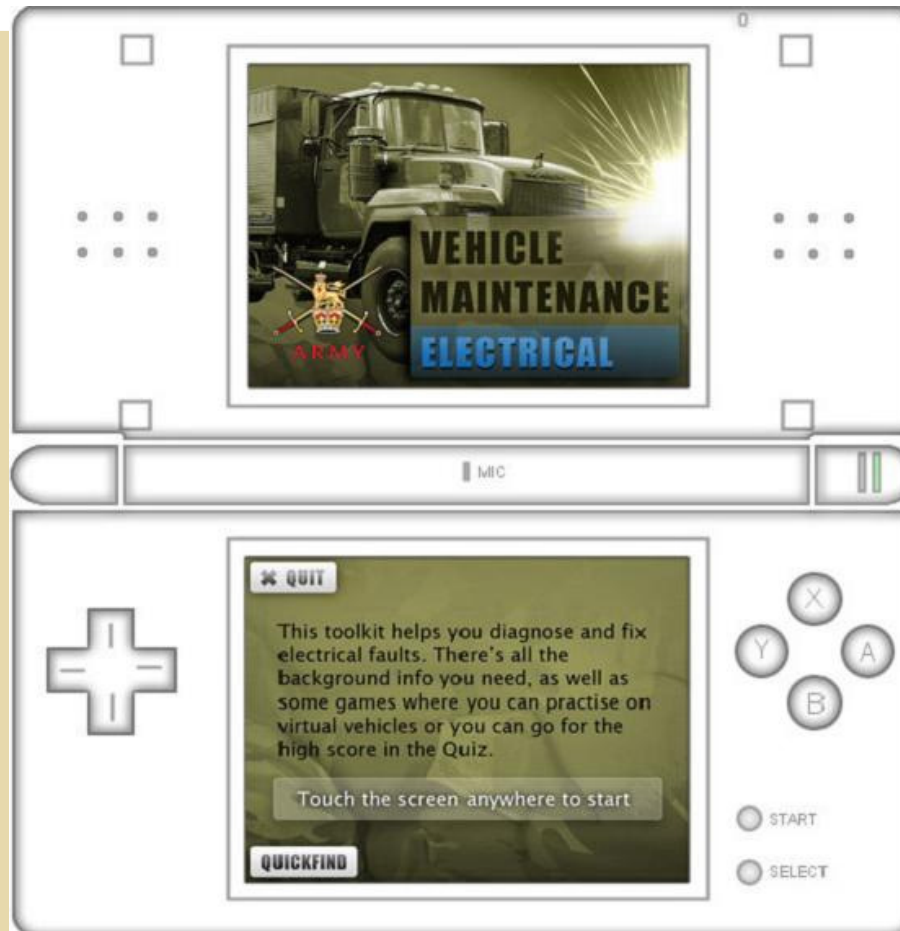 0
VEHICLE
MAINTENANCE
ELECTRICAL
ARMY
MIC
QUIT
This toolkit helps you diagnose and fix
electrical faults. There's all the
background info you need, as well as
some games where you can practise on
virtual vehicles or you can go for the
high score in the Quiz.
Touch the screen anywhere to start
QUICKFIND
X
Y
A
B
START
SELECT